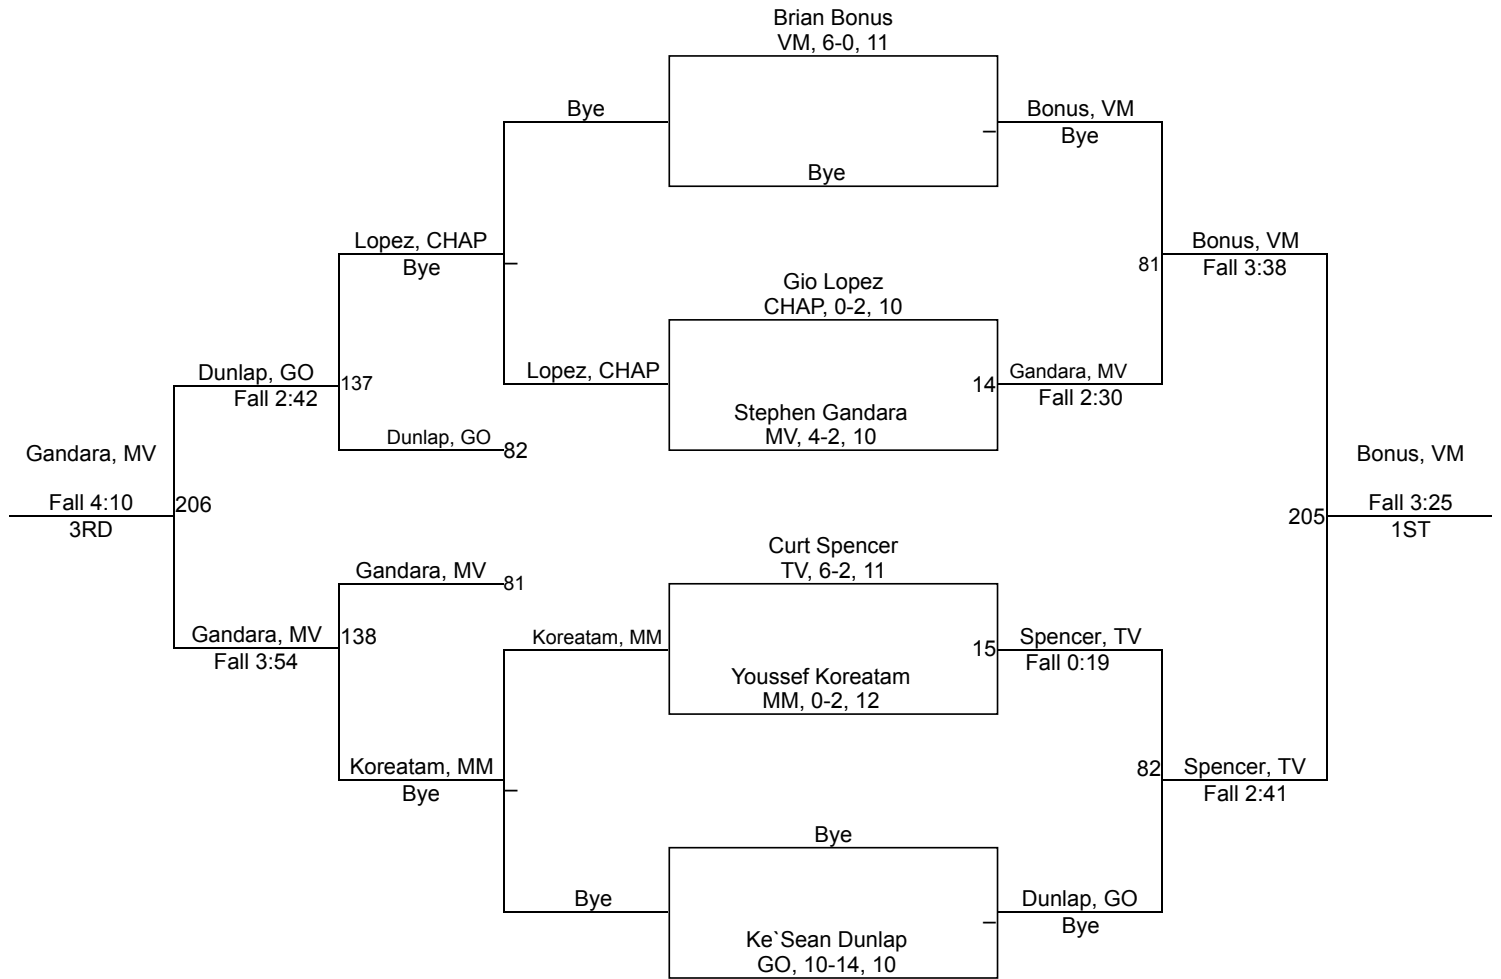 Brian Bonus
VM, 6-0, 11
Bye
Bonus, VM
Bye
Bye
Lopez, CHAP
Bye
Bonus, VM
Fall 3:38
81
Gio Lopez
CHAP, 0-2, 10
Dunlap, GO
Fall 2:42
137
Lopez, CHAP
14
Gandara, MV
Fall 2:30
Stephen Gandara
MV, 4-2, 10
Dunlap, GO
82
Gandara, MV
Fall 4:10
3RD
206
Bonus, VM
205
Fall 3:25
1ST
Curt Spencer
TV, 6-2, 11
Gandara, MV
81
Gandara, MV
Fall 3:54
138
Koreatam, MM
15
Spencer, TV
Fall 0:19
Youssef Koreatam
MM, 0-2, 12
Koreatam, MM
Bye
82
Spencer, TV
Fall 2:41
Bye
Bye
Dunlap, GO
Bye
Ke`Sean Dunlap
GO, 10-14, 10